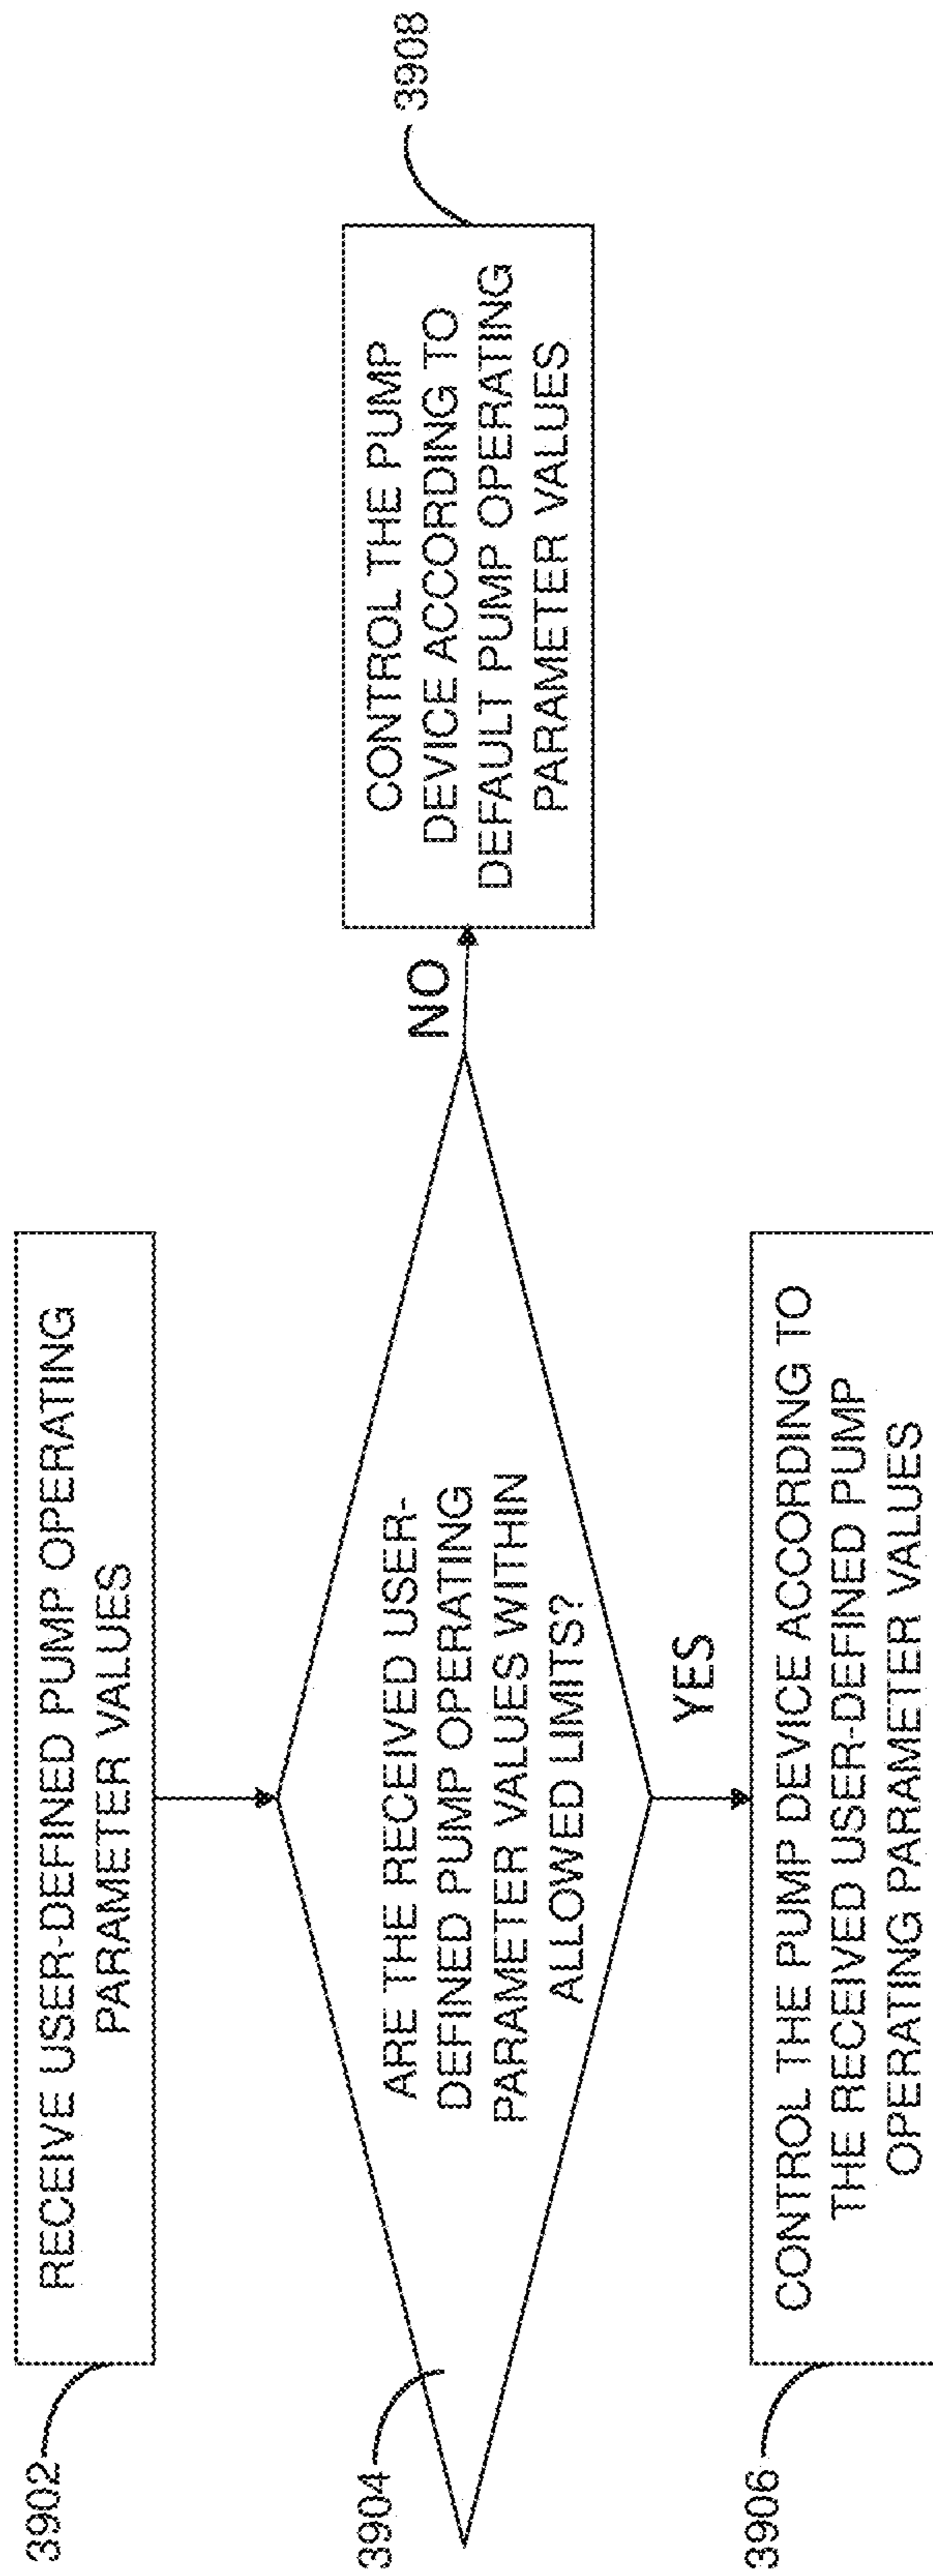 3902
RECEIVE USER-DEFINED PUMP OPERATING
PARAMETER VALUES
3904
ARE THE RECEIVED USER-
DEFINED PUMP OPERATING
PARAMETER VALUES WITHIN
ALLOWED LIMITS?
NO
CONTROL THE PUMP
DEVICE ACCORDING TO
DEFAULT PUMP OPERATING
PARAMETER VALUES
3908
YES
3906
CONTROL THE PUMP DEVICE ACCORDING TO
THE RECEIVED USER-DEFINED PUMP
OPERATING PARAMETER VALUES